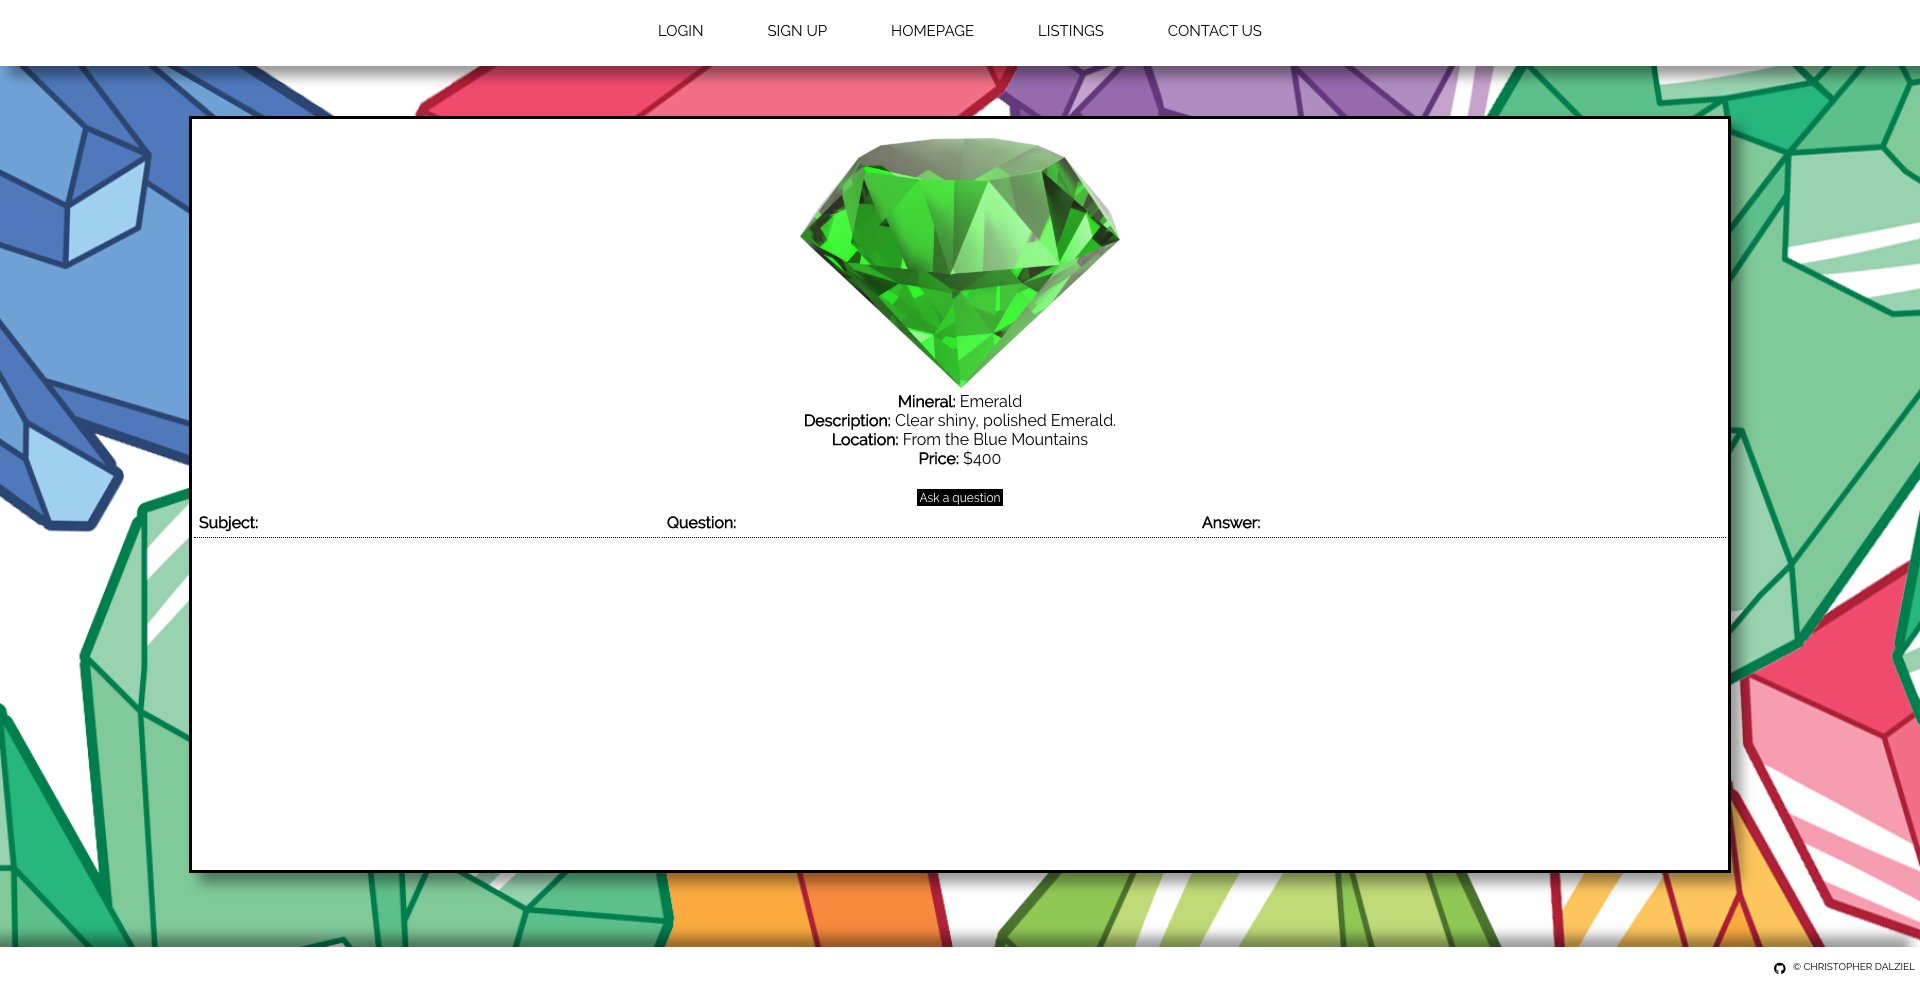 LOGIN SIGN UP HOMEPAGE LISTINGS CONTACT US
Mineral: Emerald
Description: Clear shiny, polished Emerald.
Location: From the Blue Mountains
Price: $400
Ask a question
Subject: Question: Answer:
© CHRISTOPHER DALZIEL